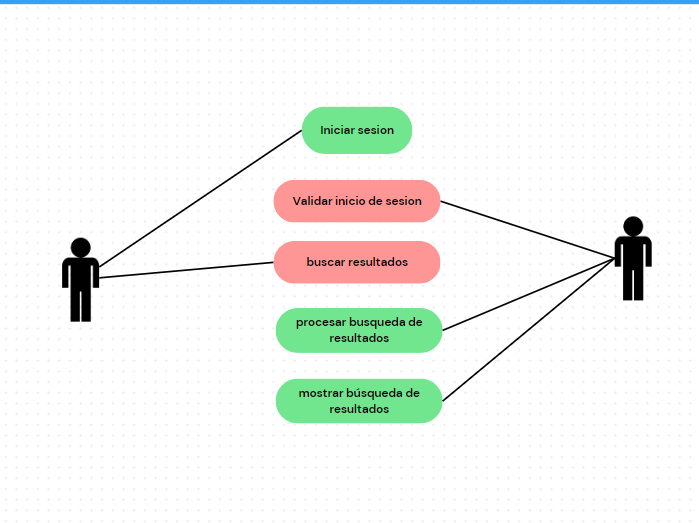 Iniciar sesion
Validar inicio de sesion
buscar resultados
procesar busqueda de
resultados
mostrar búsqueda de
resultados